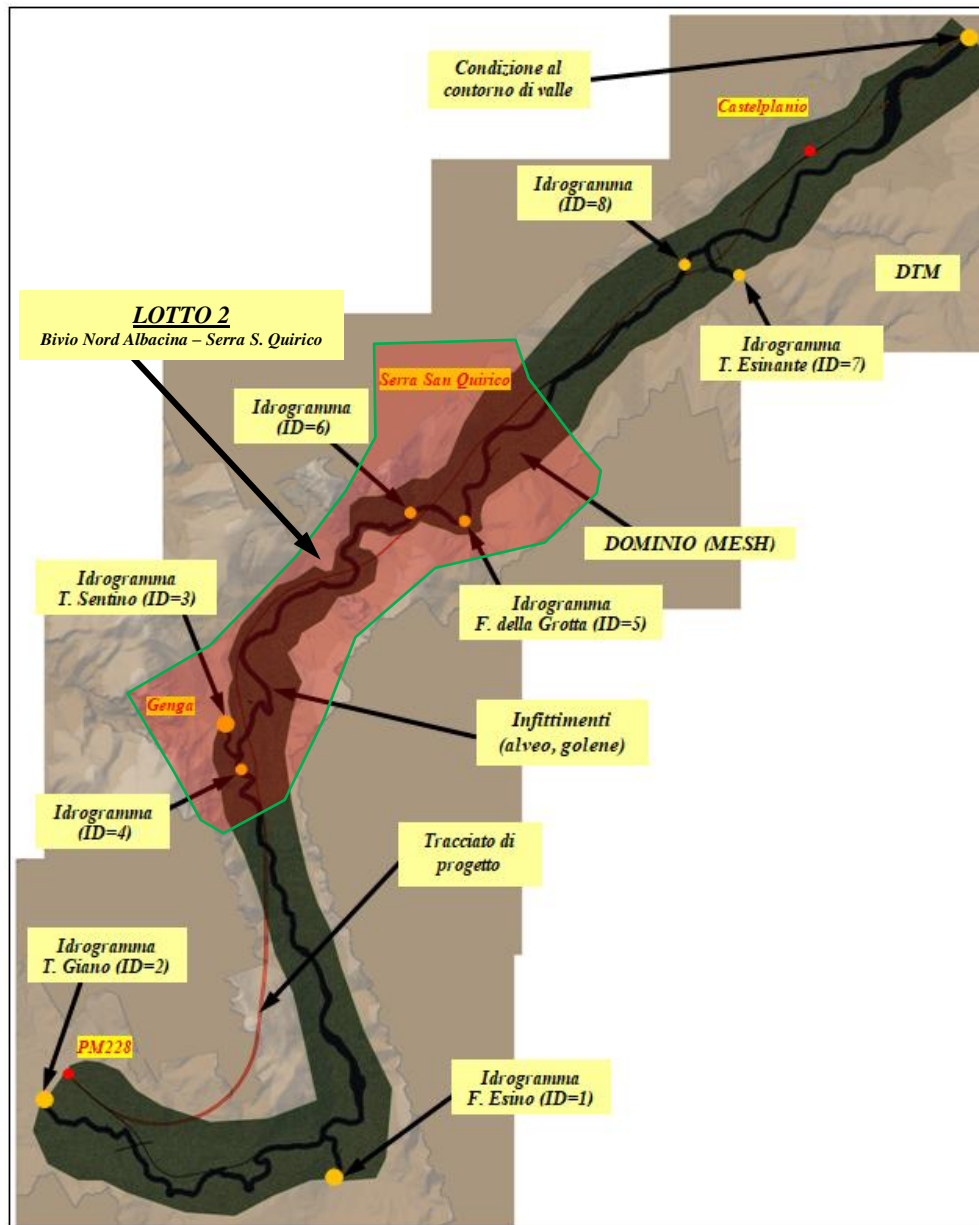 Condizione al
contorno di valle
Castelplanio
Idrogramma
(ID=8)
DTM
LOTTO 2
Bivio Nord Albacina – Serra S. Quirico
Idrogramma
T. Esinante (ID=7)
Serra San Quirico
Idrogramma
(ID=6)
DOMINIO (MESH)
Idrogramma
T. Sentino (ID=3)
Idrogramma
F. della Grotta (ID=5)
Genga
Infittimenti
(alveo, golene)
Idrogramma
(ID=4)
Tracciato di
progetto
Idrogramma
T. Giano (ID=2)
PM228
Idrogramma
F. Esino (ID=1)